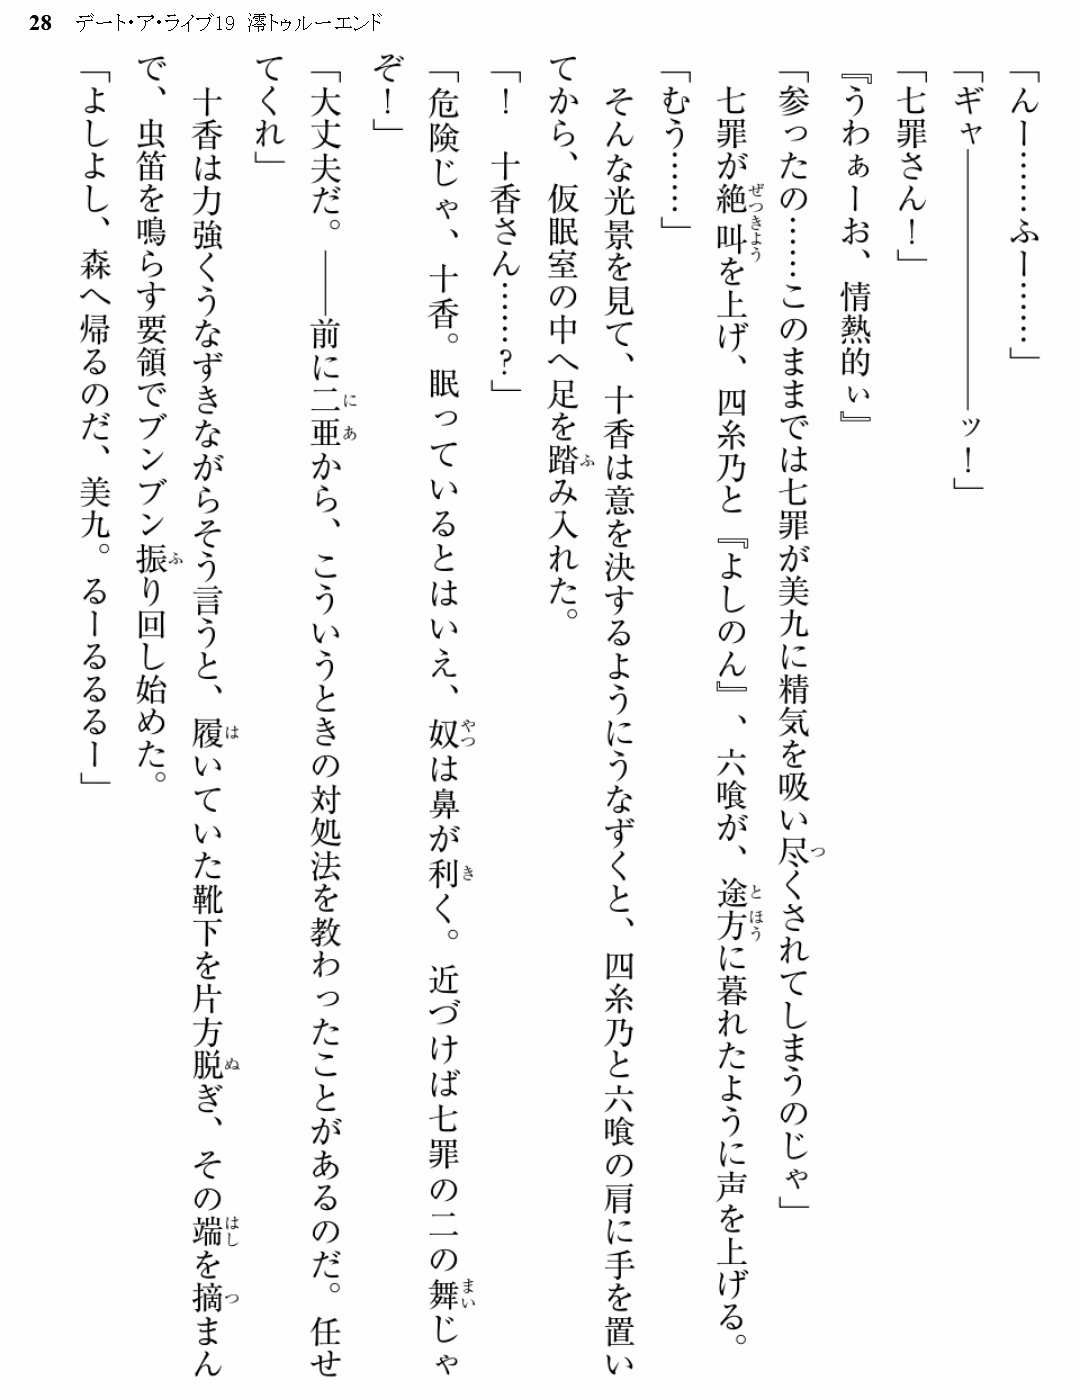 28 デート・ア・ライブ19 澪トゥルーエンド
「んー……ふー……」
「ギャ――――――――ッ！」
「七罪さん！」
『うわぁーお、情熱的ぃ』
「参ったの……このままでは七罪が美九に精気を吸い尽くされてしまうのじゃ」
七罪が絶叫を上げ、四糸乃と『よしのん』、六喰が、途方に暮れたように声を上げる。
「むう……」
そんな光景を見て、十香は意を決するようにうなずくと、四糸乃と六喰の肩に手を置い
てから、仮眠室の中へ足を踏み入れた。
「！　十香さん……？」
「危険じゃ、十香。眠っているとはいえ、奴は鼻が利く。近づけば七罪の二の舞じゃ
ぞ！」
「大丈夫だ。――前に二亜から、こういうときの対処法を教わったことがあるのだ。任せ
てくれ」
十香は力強くうなずきながらそう言うと、履いていた靴下を片方脱ぎ、その端を摘まん
で、虫笛を鳴らす要領でブンブン振り回し始めた。
「よしよし、森へ帰るのだ、美九。るーるるるー」